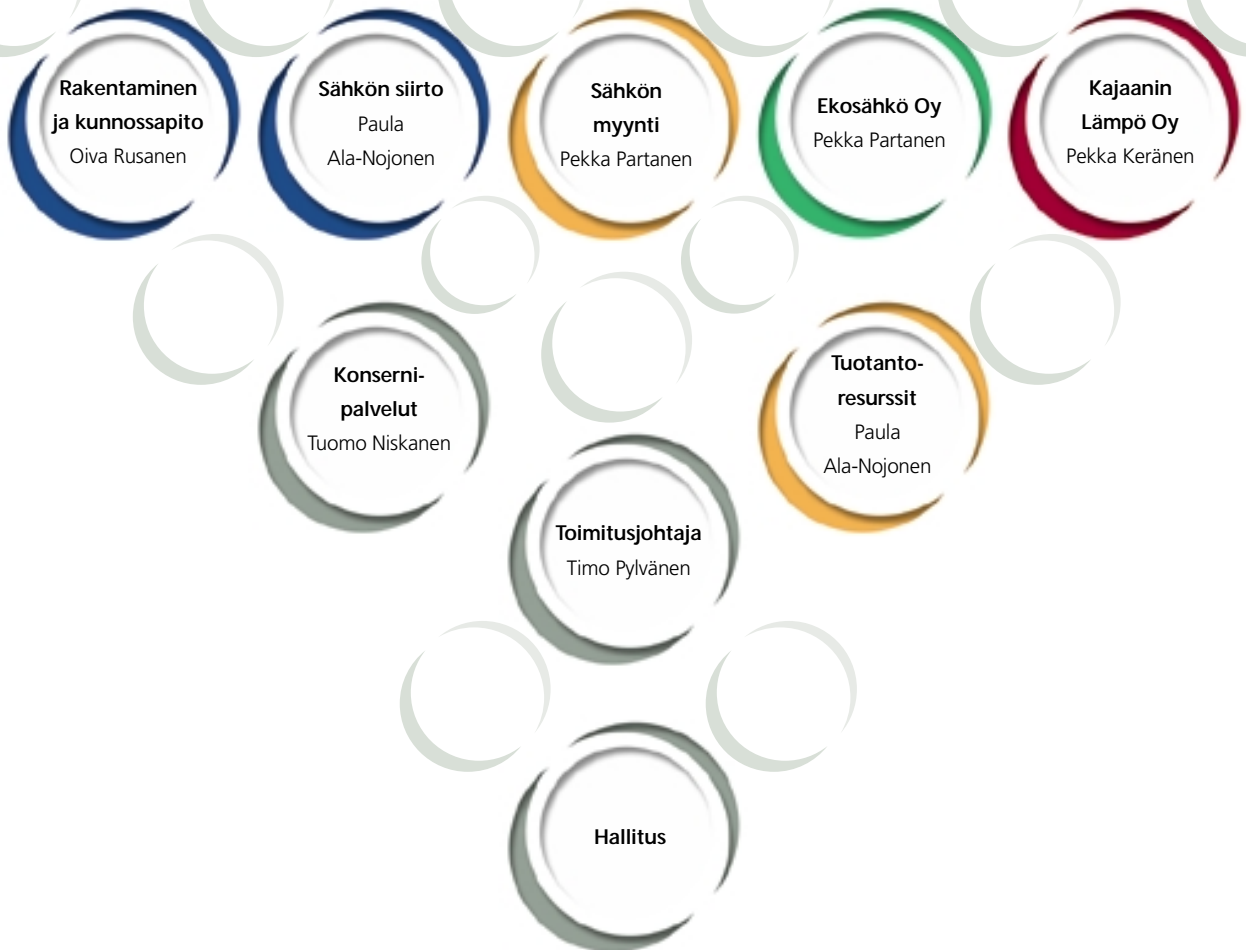 Rakentaminen
ja kunnossapito
Oiva Rusanen
Sähkön siirto
Paula
Ala-Nojonen
Sähkön
myynti
Pekka Partanen
Ekosähkö Oy
Pekka Partanen
Kajaanin
Lämpö Oy
Pekka Keränen
Konserni-
palvelut
Tuomo Niskanen
Tuotanto-
resurssit
Paula
Ala-Nojonen
Toimitusjohtaja
Timo Pylvänen
Hallitus